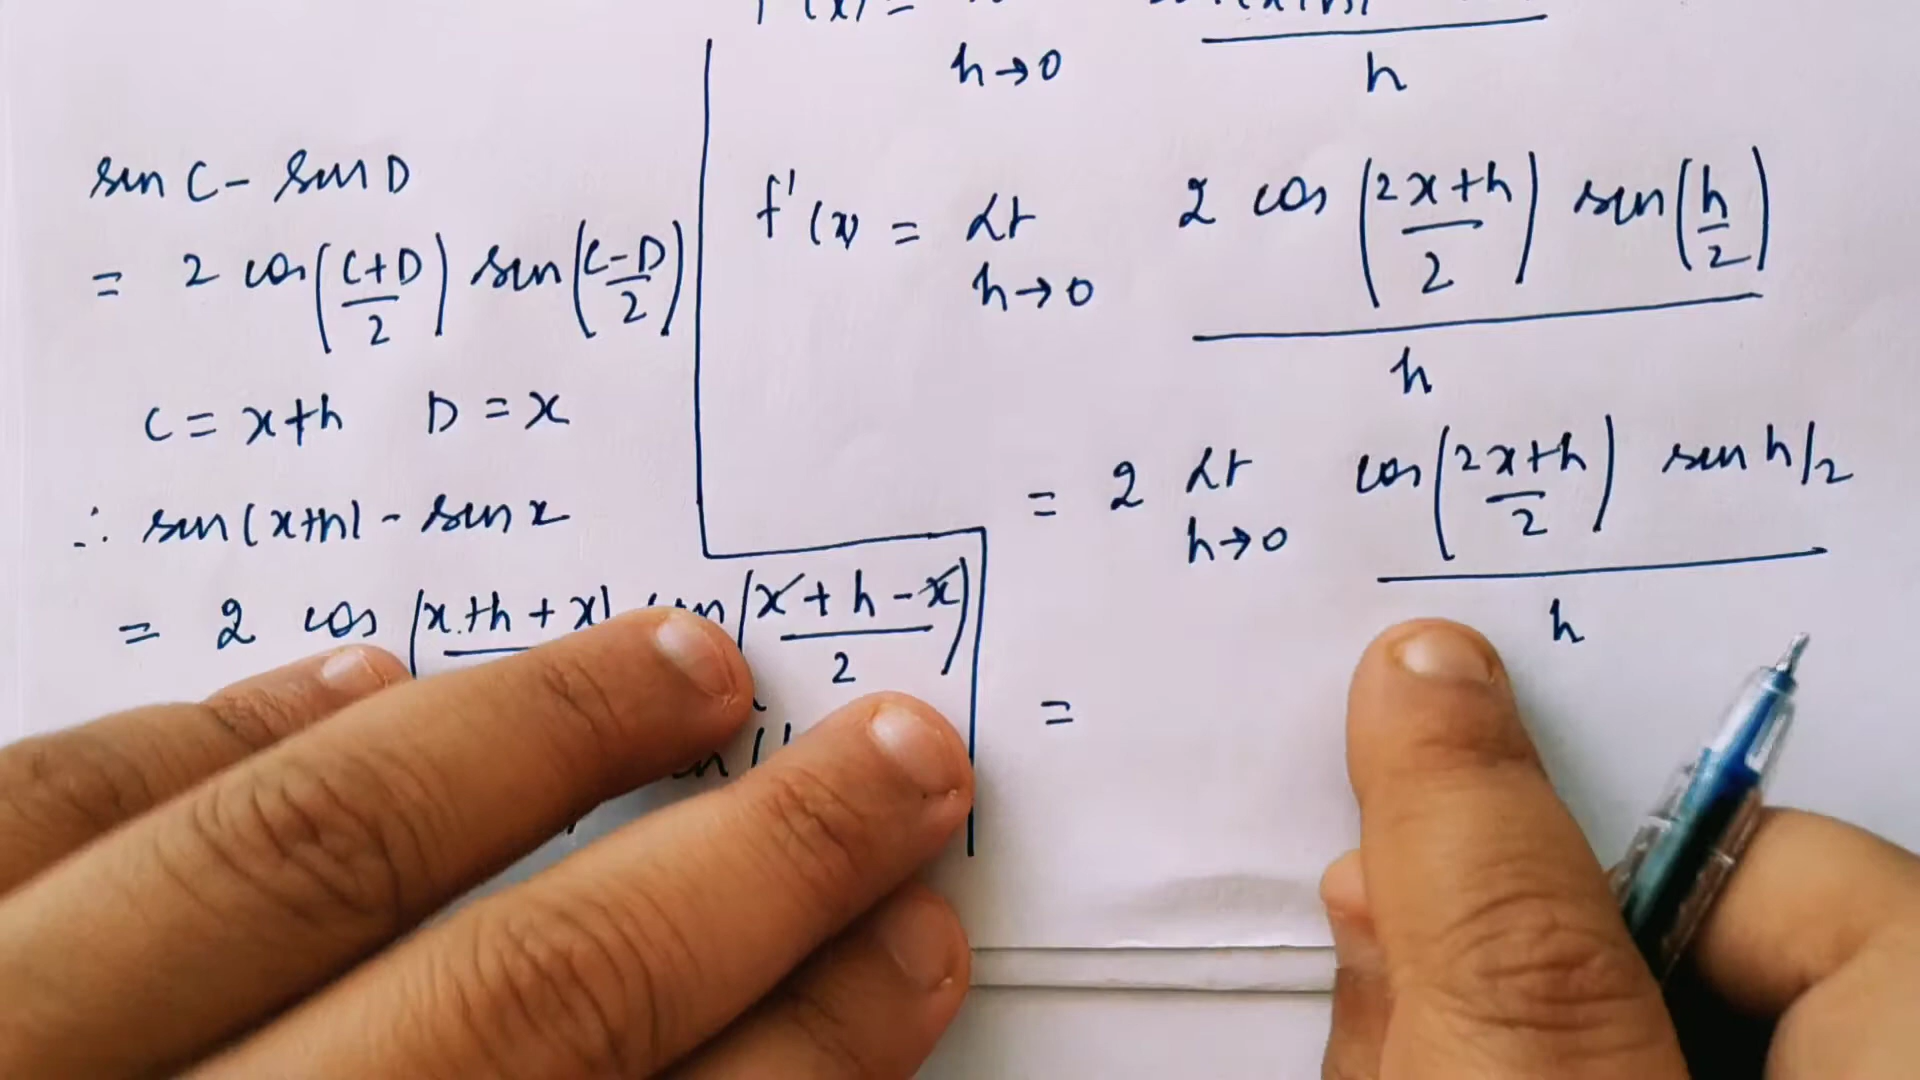 h→0 h
sin C - sin D
= 2 cos(C+D/2) sin(C-D/2)
C = x+h D = x
∴ sin(x+h) - sin x
= 2 cos(x+h+x) sin(x+h-x/2)
f'(x) = Lt h→0 2 cos(2x+h/2) sin(h/2)
h
= 2 Lt h→0 cos(2x+h/2) sin h/2
h
=